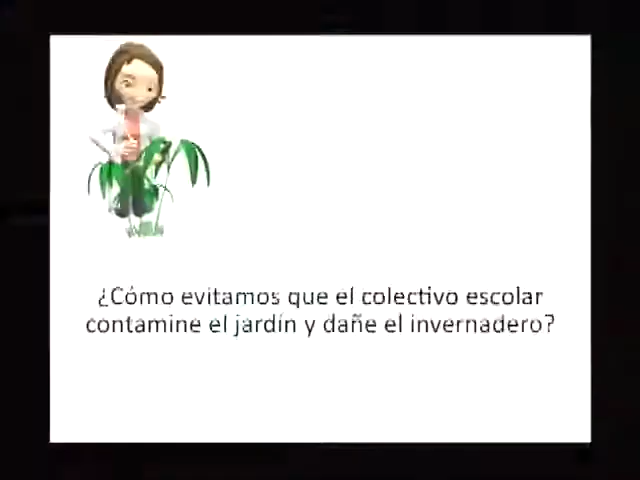 ¿Cómo evitamos que el colectivo escolar
contamine el jardín y dañe el invernadero?